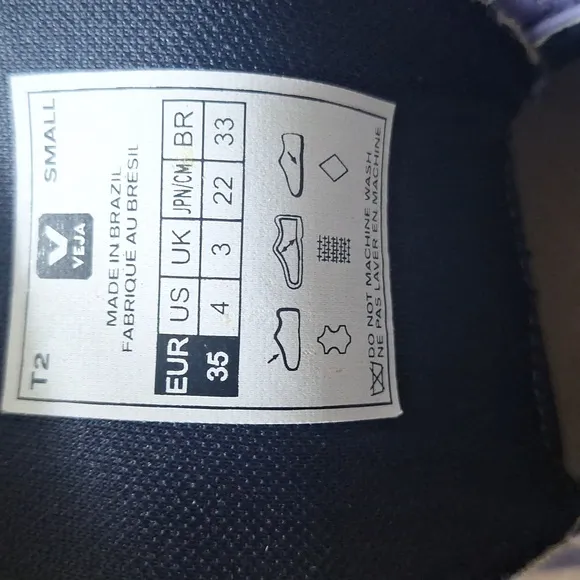 T2 VEJA SMALL
MADE IN BRAZIL
FABRIQUE AU BRÉSIL
EUR US UK JPN/CM BR
35 4 3 22 33
DO NOT MACHINE WASH
NE PAS LAVER EN MACHINE